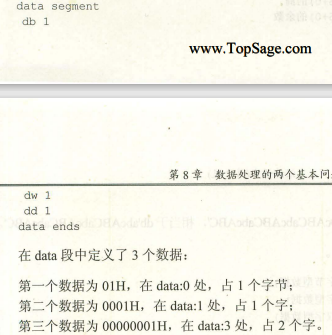 data segment
db 1
www.TopSage.com
第 8 章 数据处理的两个基本问
dw 1
dd 1
data ends
在 data 段中定义了 3 个数据：
第一个数据为 01H，在 data:0 处，占 1 个字节；
第二个数据为 0001H，在 data:1 处，占 1 个字；
第三个数据为 00000001H，在 data:3 处，占 2 个字。